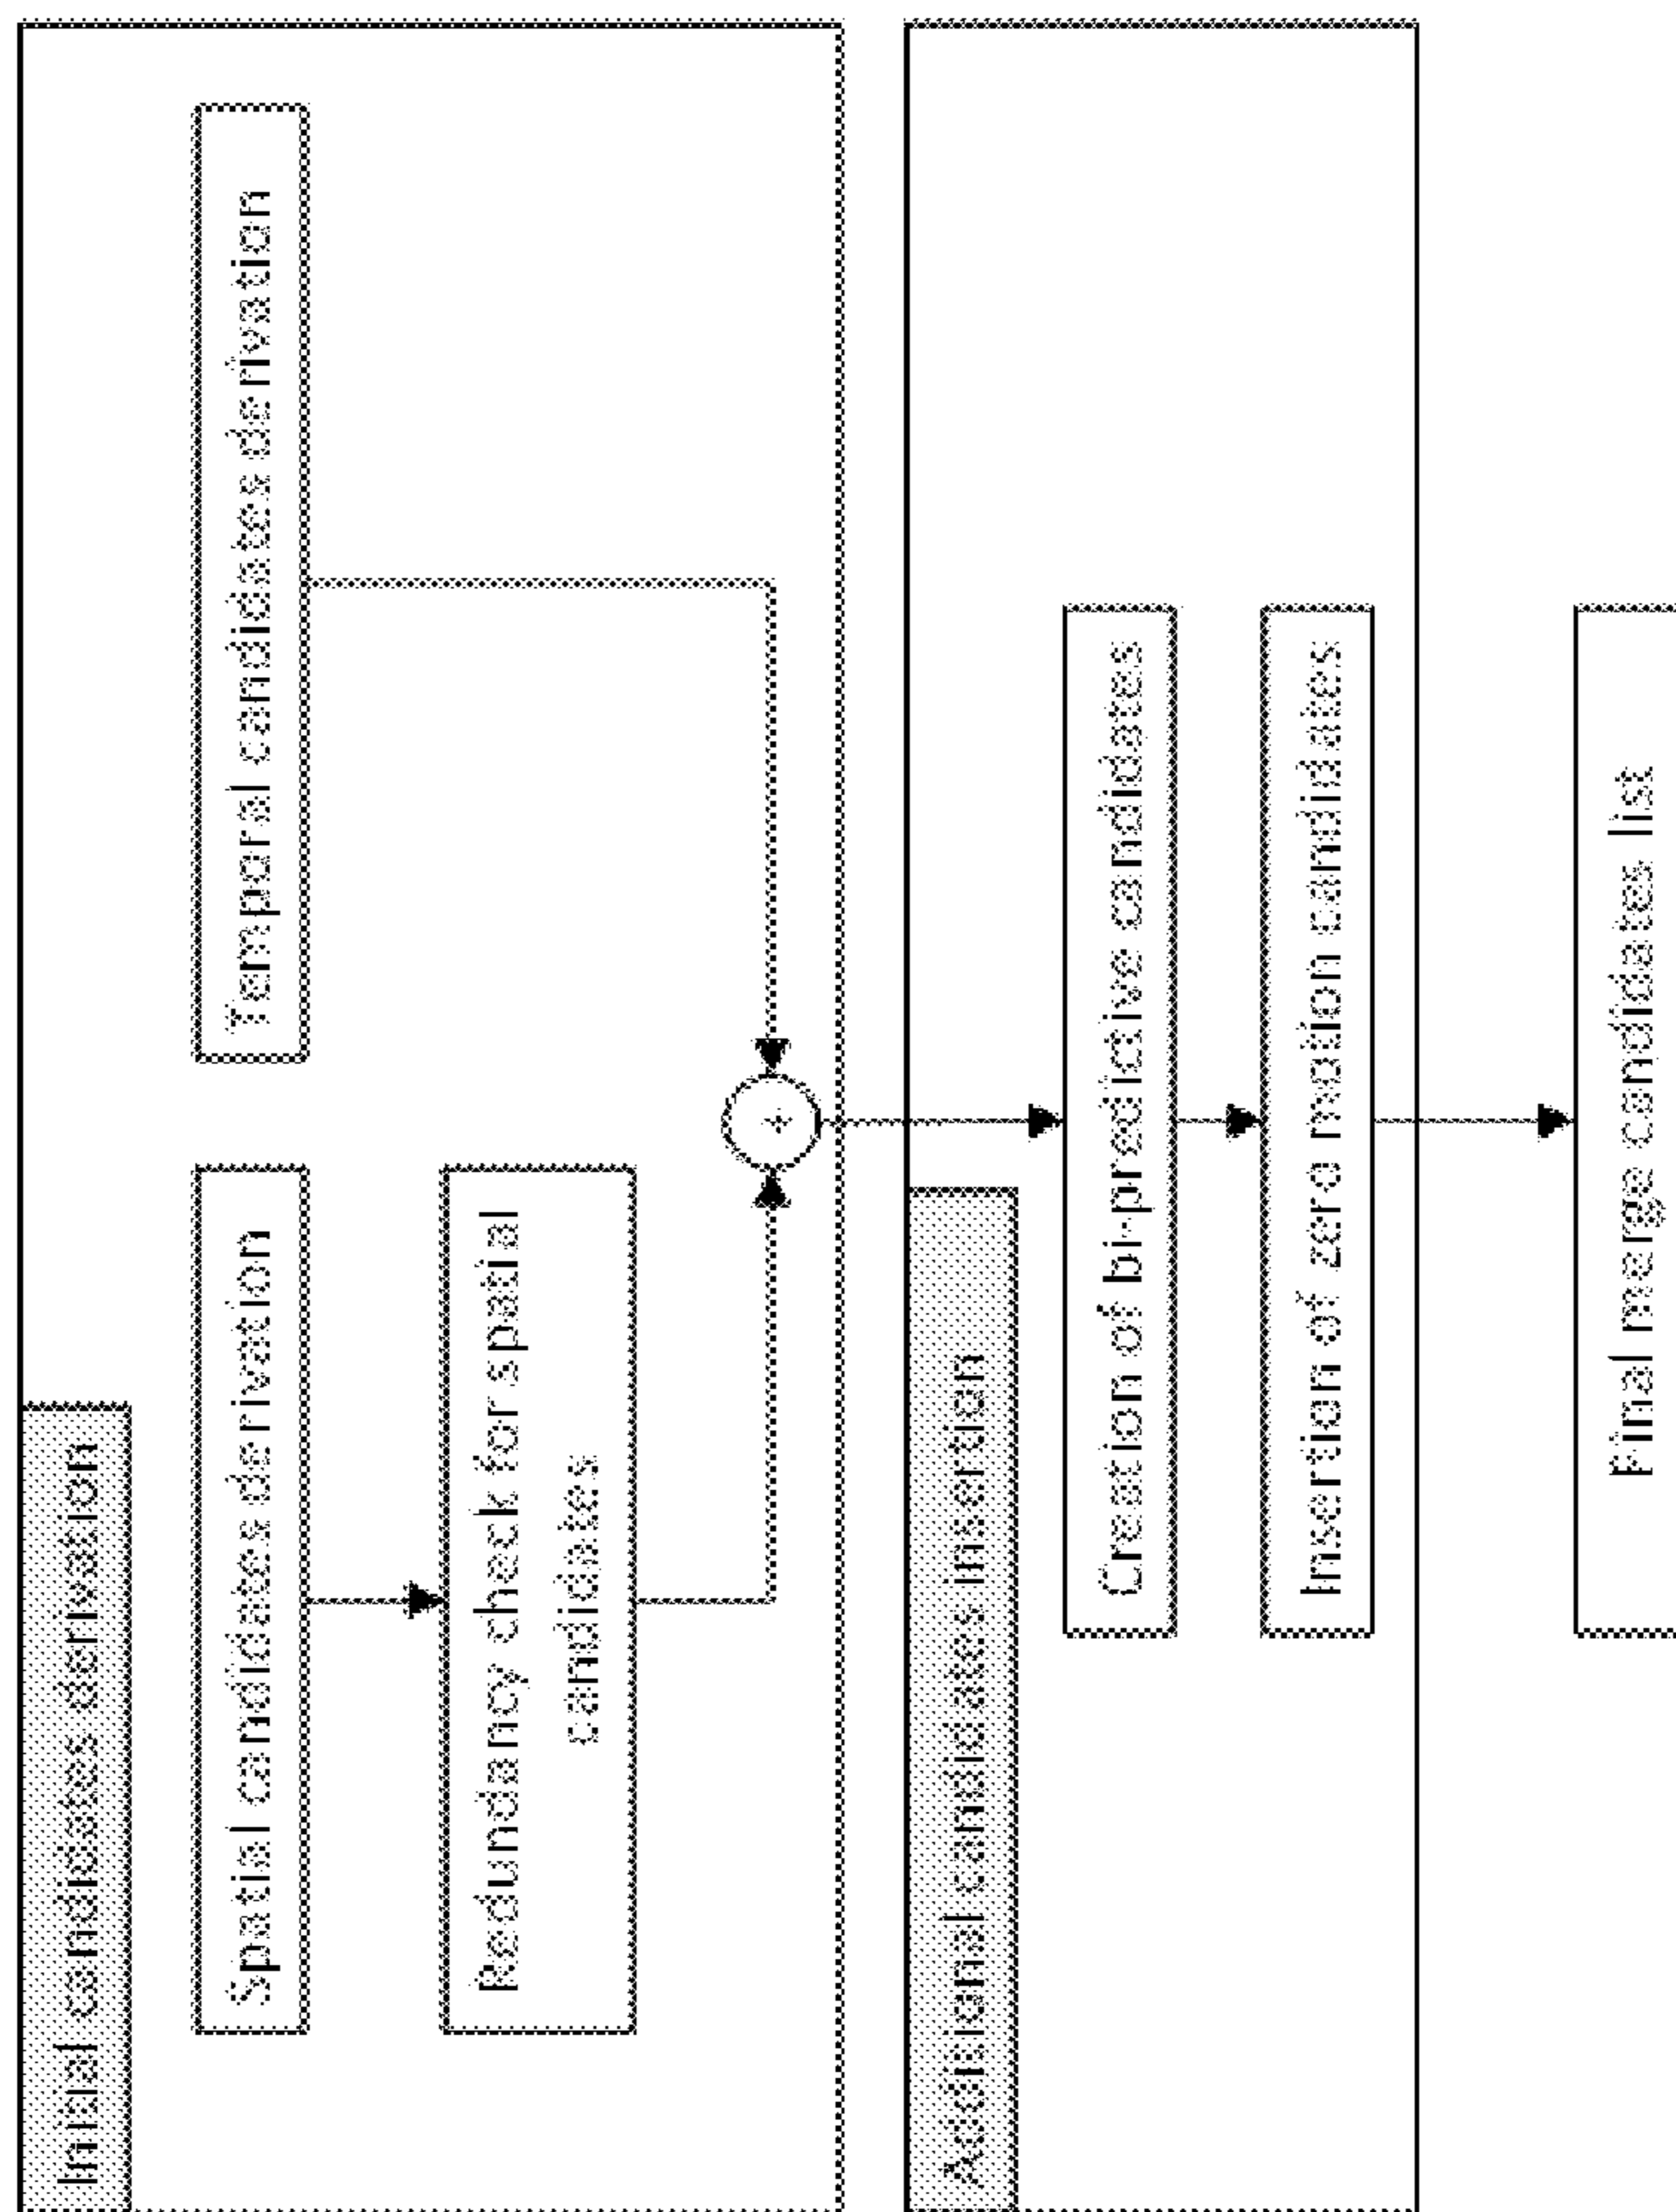 Initial candidates derivation
Spatial candidates derivation
Temporal candidates derivation
Redundancy check for spatial
candidates
+
Additional candidates insertion
Creation of bi-predictive candidates
Insertion of zero motion candidates
Final merge candidates list